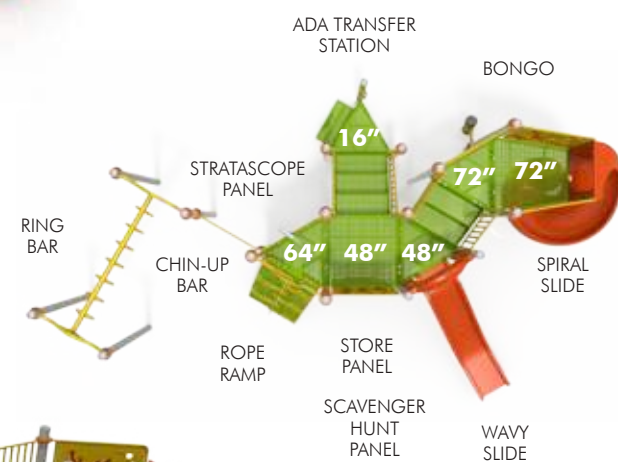 ADA TRANSFER
STATION
BONGO
16"
STRATASCOPE
PANEL
72"
72"
RING
BAR
CHIN-UP
BAR
64"
48"
48"
SPIRAL
SLIDE
ROPE
RAMP
STORE
PANEL
SCAVENGER
HUNT
PANEL
WAVY
SLIDE